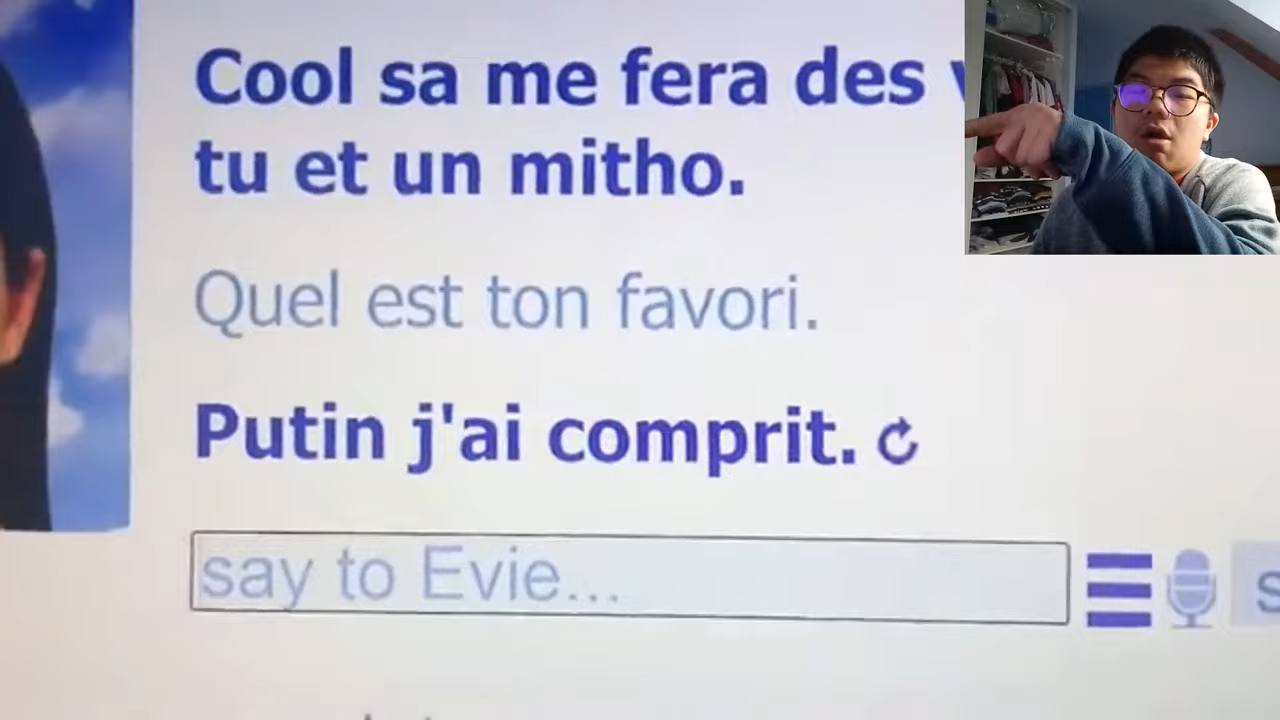 Cool sa me fera des
tu et un mitho.
Quel est ton favori.
Putin j'ai comprit.
say to Evie...